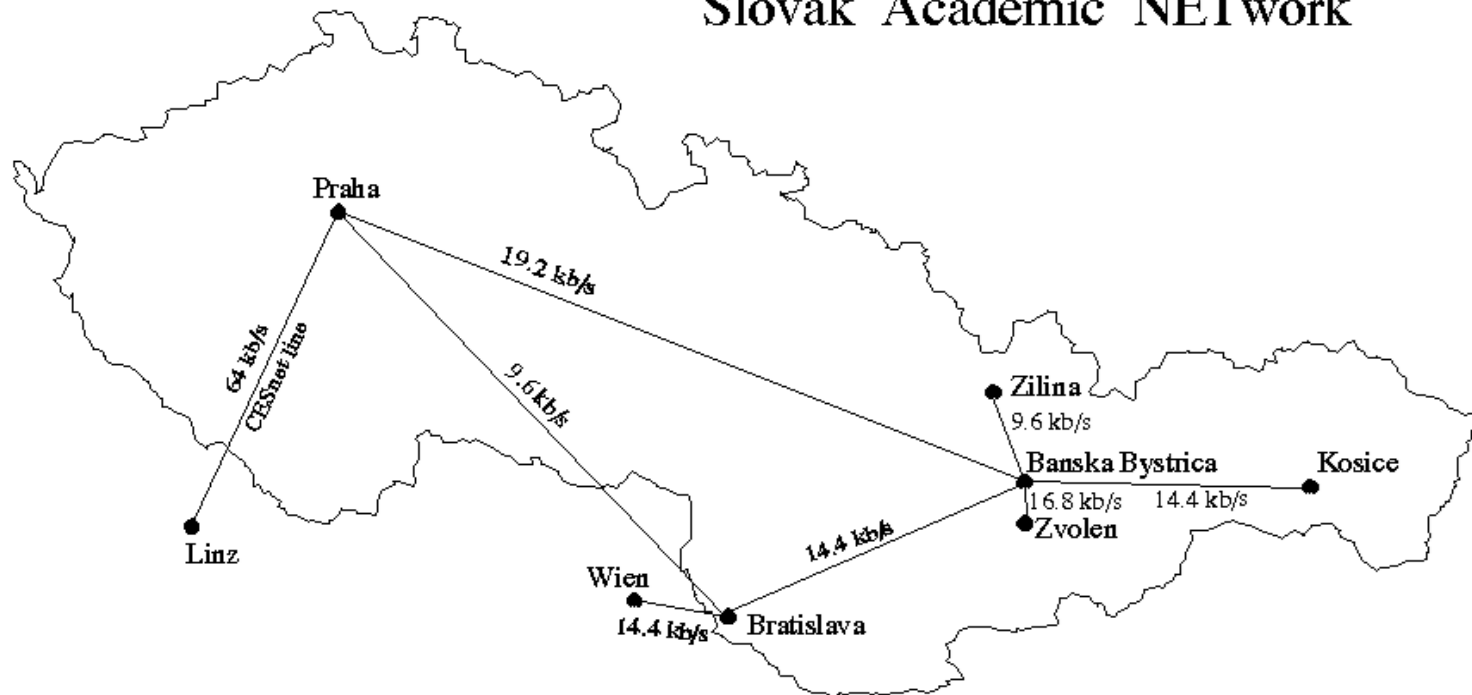 Slovak Academic NETwork
Praha
19.2 kb/s
64 kb/s
CESnet line
9.6 kb/s
Zilina
9.6 kb/s
Banska Bystrica
Kosice
16.8 kb/s
14.4 kb/s
Zvolen
14.4 kb/s
Linz
Wien
14.4 kb/s
Bratislava